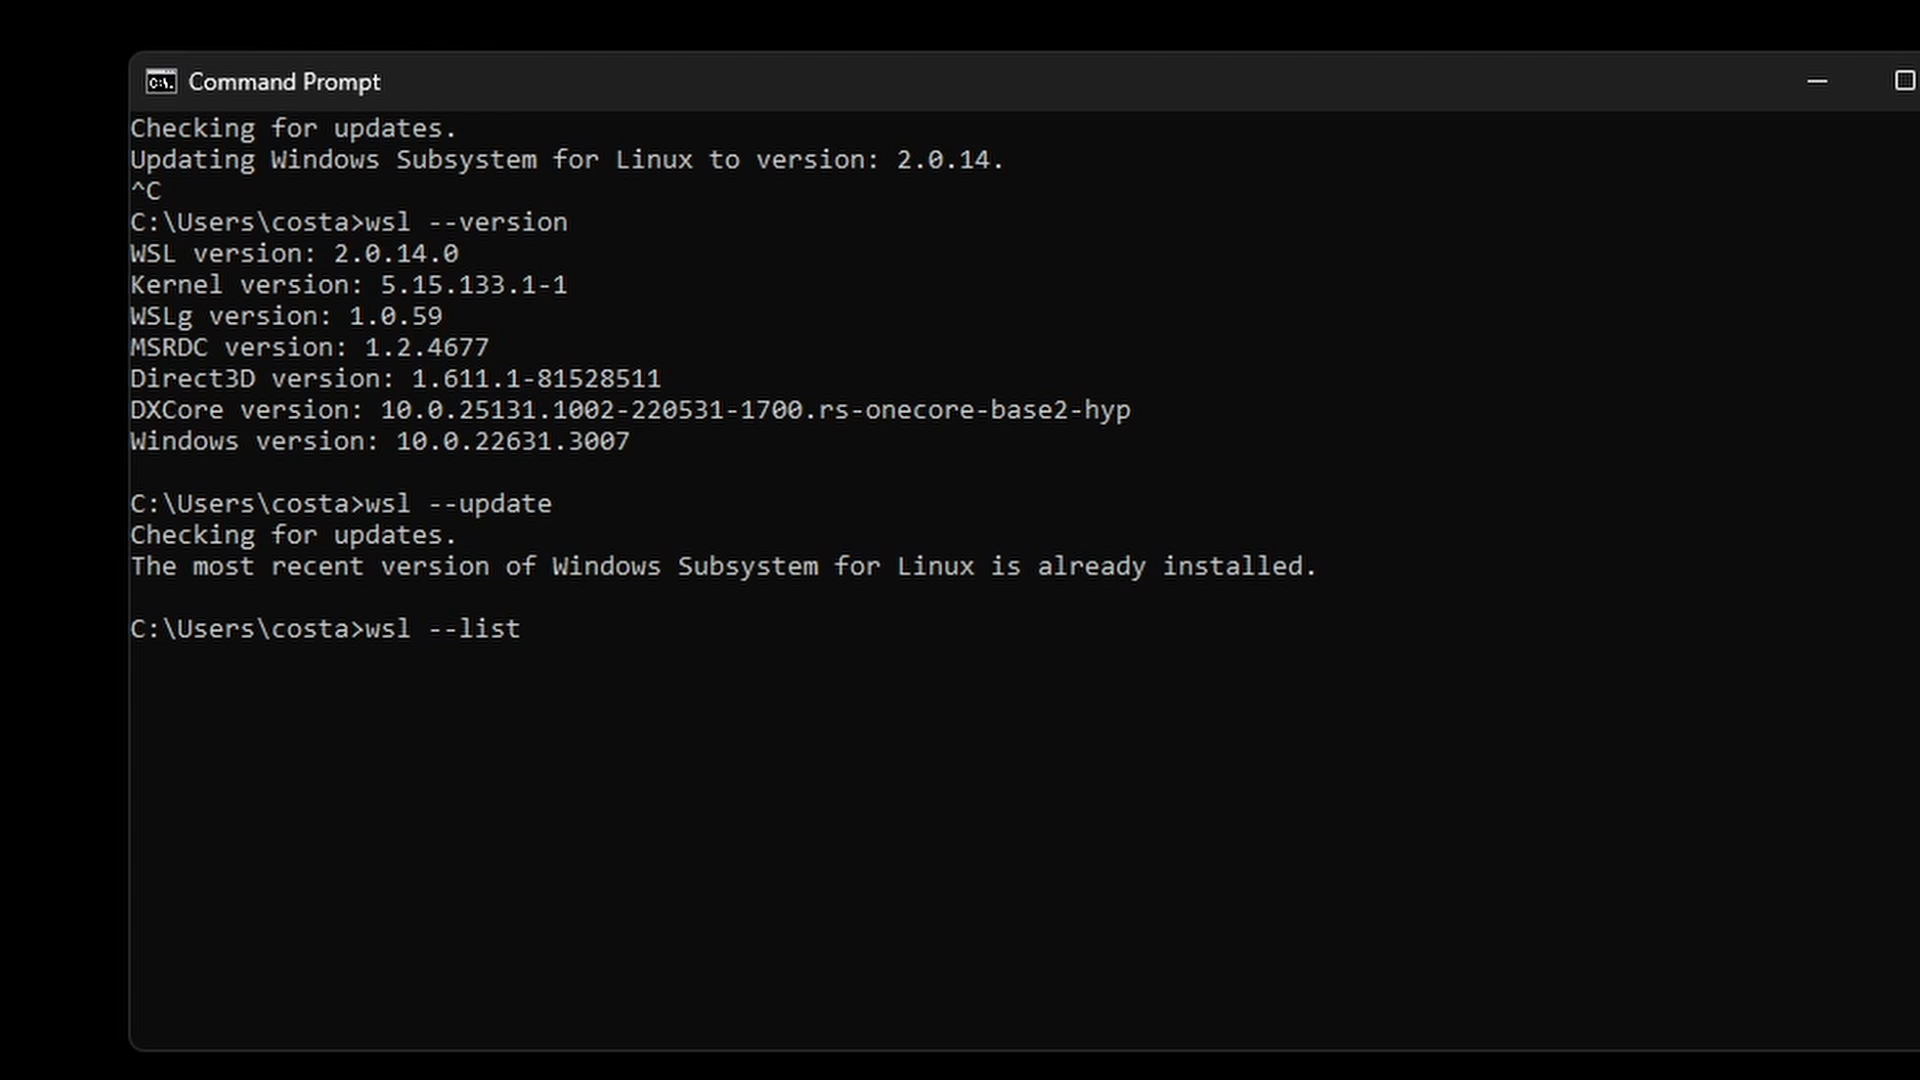 Command Prompt
Checking for updates.
Updating Windows Subsystem for Linux to version: 2.0.14.
^C
C:\Users\costa>wsl --version
WSL version: 2.0.14.0
Kernel version: 5.15.133.1-1
WSLg version: 1.0.59
MSRDC version: 1.2.4677
Direct3D version: 1.611.1-81528511
DXCore version: 10.0.25131.1002-220531-1700.rs-onecore-base2-hyp
Windows version: 10.0.22631.3007
C:\Users\costa>wsl --update
Checking for updates.
The most recent version of Windows Subsystem for Linux is already installed.
C:\Users\costa>wsl --list